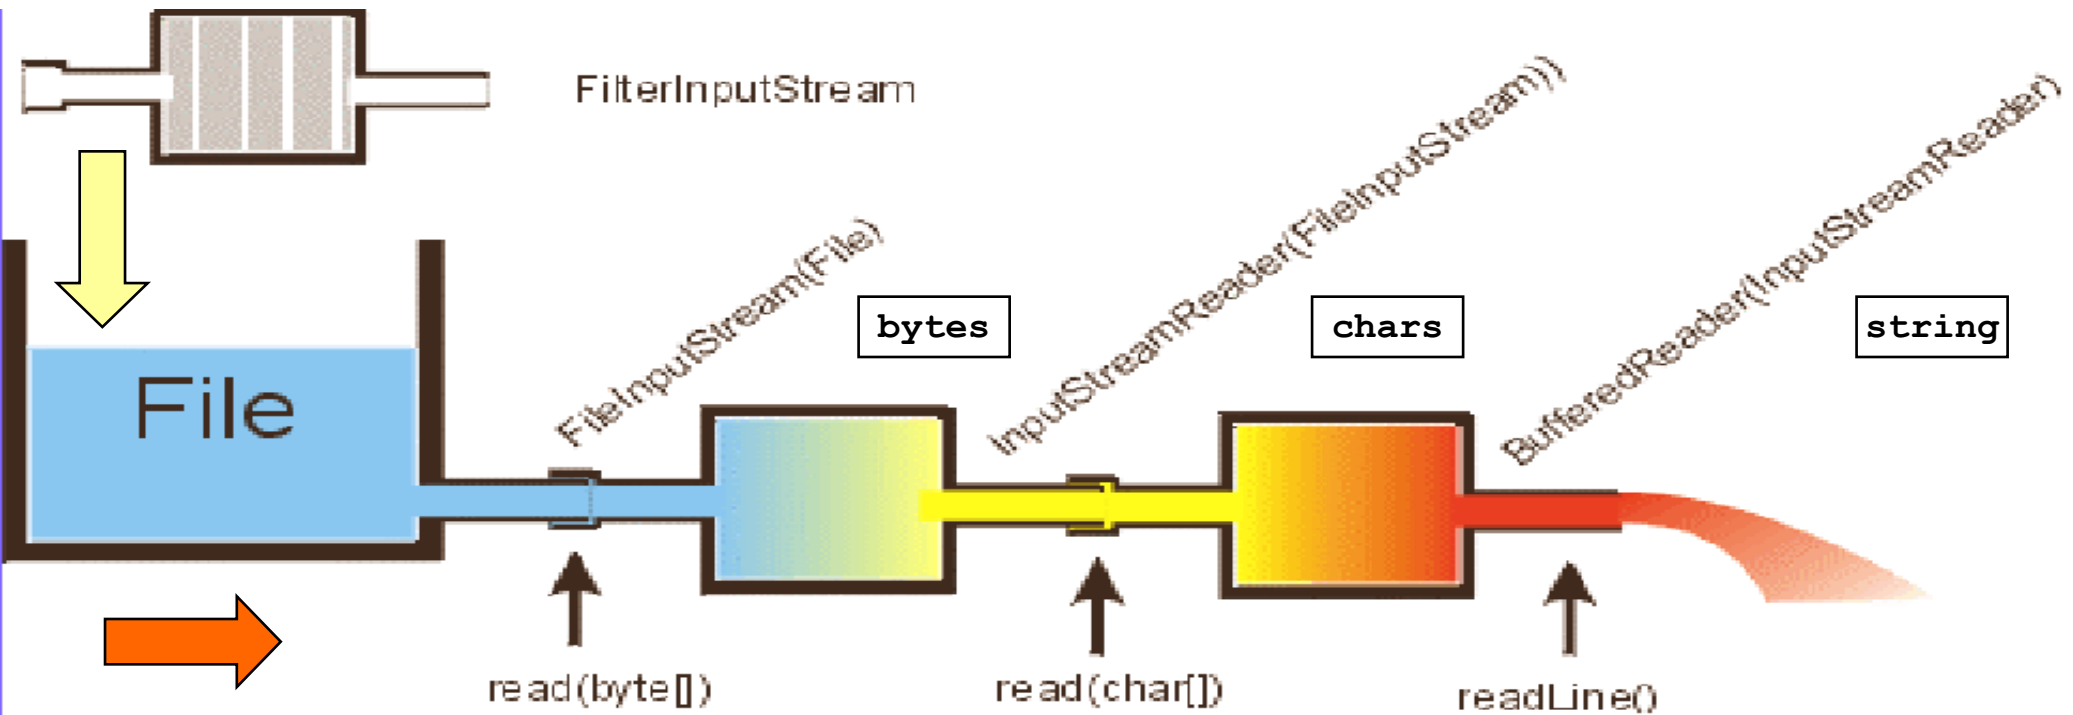 FilterInputStream
FileInputStream(File)
InputStreamReader(FileInputStream))
BufferedReader(InputStreamReader)
bytes
chars
string
File
read(byte[])
read(char[])
readLine()